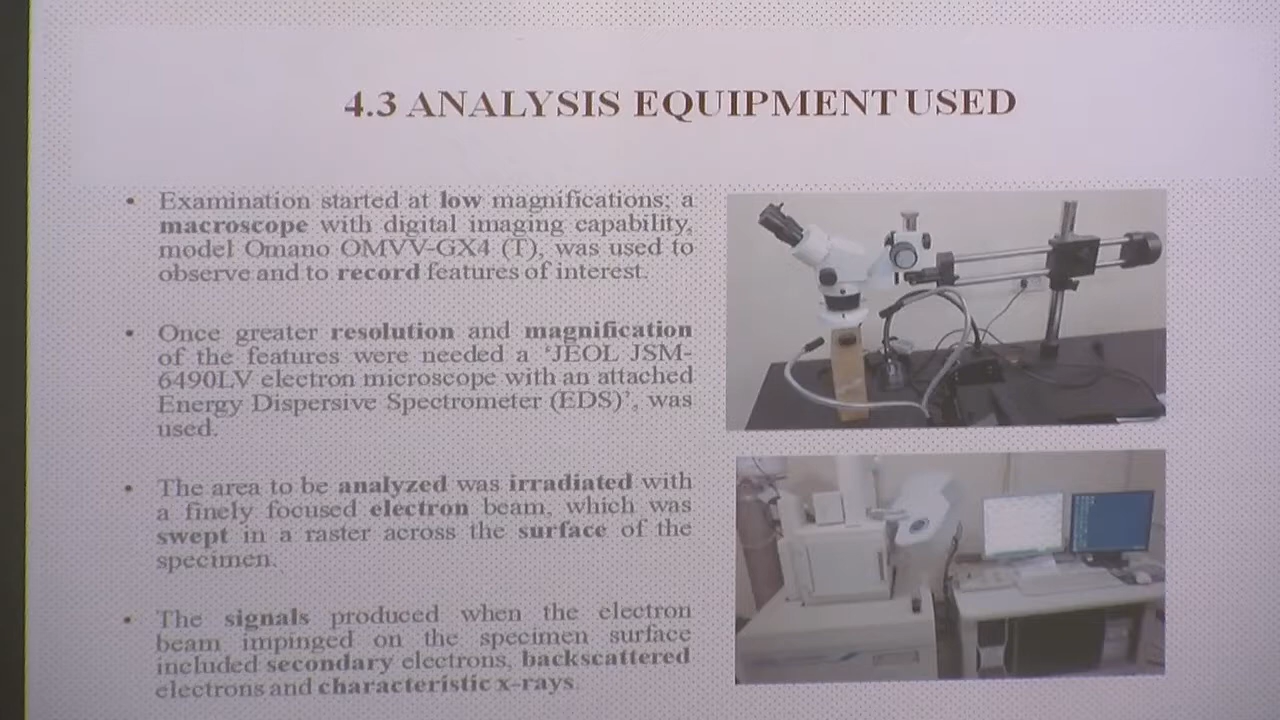 4.3 ANALYSIS EQUIPMENT USED
• Examination started at low magnifications; a
macroscope with digital imaging capability,
model Omano OMVV-GX4 (T), was used to
observe and to record features of interest.
• Once greater resolution and magnification
of the features were needed a ‘JEOL JSM-
6490LV electron microscope with an attached
Energy Dispersive Spectrometer (EDS)’, was
used.
• The area to be analyzed was irradiated with
a finely focused electron beam, which was
swept in a raster across the surface of the
specimen.
• The signals produced when the electron
beam impinged on the specimen surface
included secondary electrons, backscattered
electrons and characteristic x-rays.